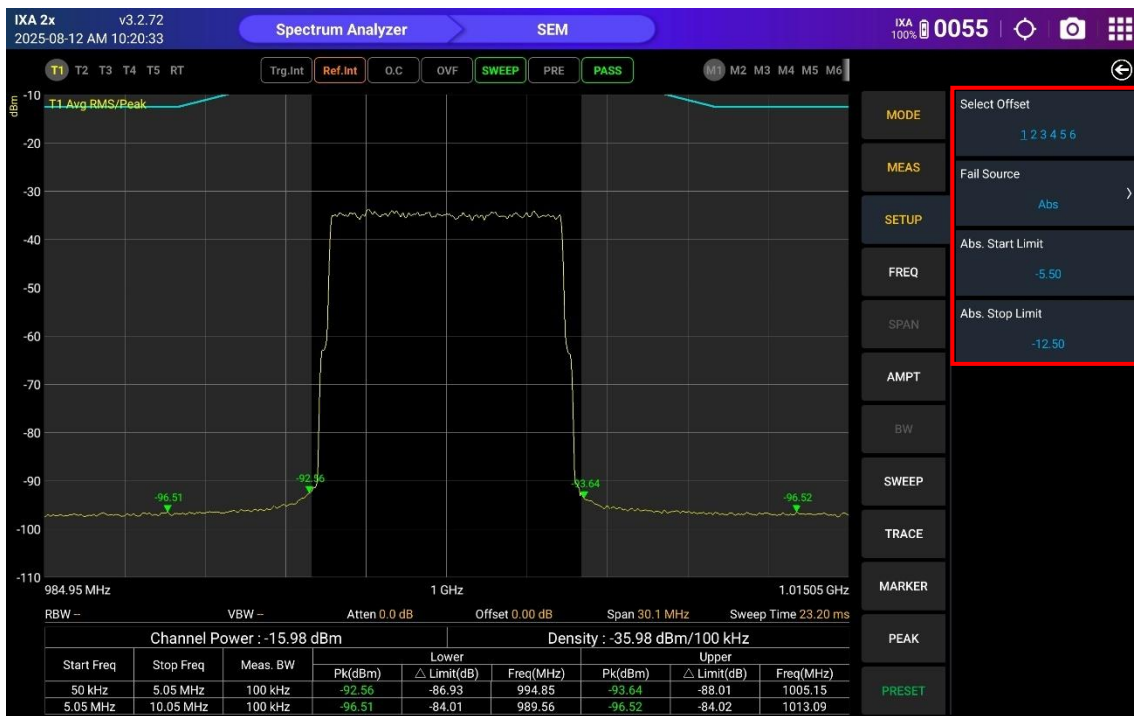 IXA 2x v3.2.72
2025-08-12 AM 10:20:33
Spectrum Analyzer SEM
IXA 100% 0055
T1 T2 T3 T4 T5 RT Trg.Int Ref.Int O.C OVF SWEEP PRE PASS M1 M2 M3 M4 M5 M6
dBm
T1 Avg RMS/Peak
-10
-20
-30
-40
-50
-60
-70
-80
-90
-100
-110
-96.51
-92.56
-93.64
-96.52
984.95 MHz 1 GHz 1.01505 GHz
RBW -- VBW -- Atten 0.0 dB Offset 0.00 dB Span 30.1 MHz Sweep Time 23.20 ms
Channel Power : -15.98 dBm Density : -35.98 dBm/100 kHz
Start Freq Stop Freq Meas. BW Lower Upper
Pk(dBm) △ Limit(dB) Freq(MHz) Pk(dBm) △ Limit(dB) Freq(MHz)
50 kHz 5.05 MHz 100 kHz -92.56 -86.93 994.85 -93.64 -88.01 1005.15
5.05 MHz 10.05 MHz 100 kHz -96.51 -84.01 989.56 -96.52 -84.02 1013.09
MODE
MEAS
SETUP
FREQ
SPAN
AMPT
BW
SWEEP
TRACE
MARKER
PEAK
PRESET
Select Offset
1 2 3 4 5 6
Fail Source
Abs
Abs. Start Limit
-5.50
Abs. Stop Limit
-12.50